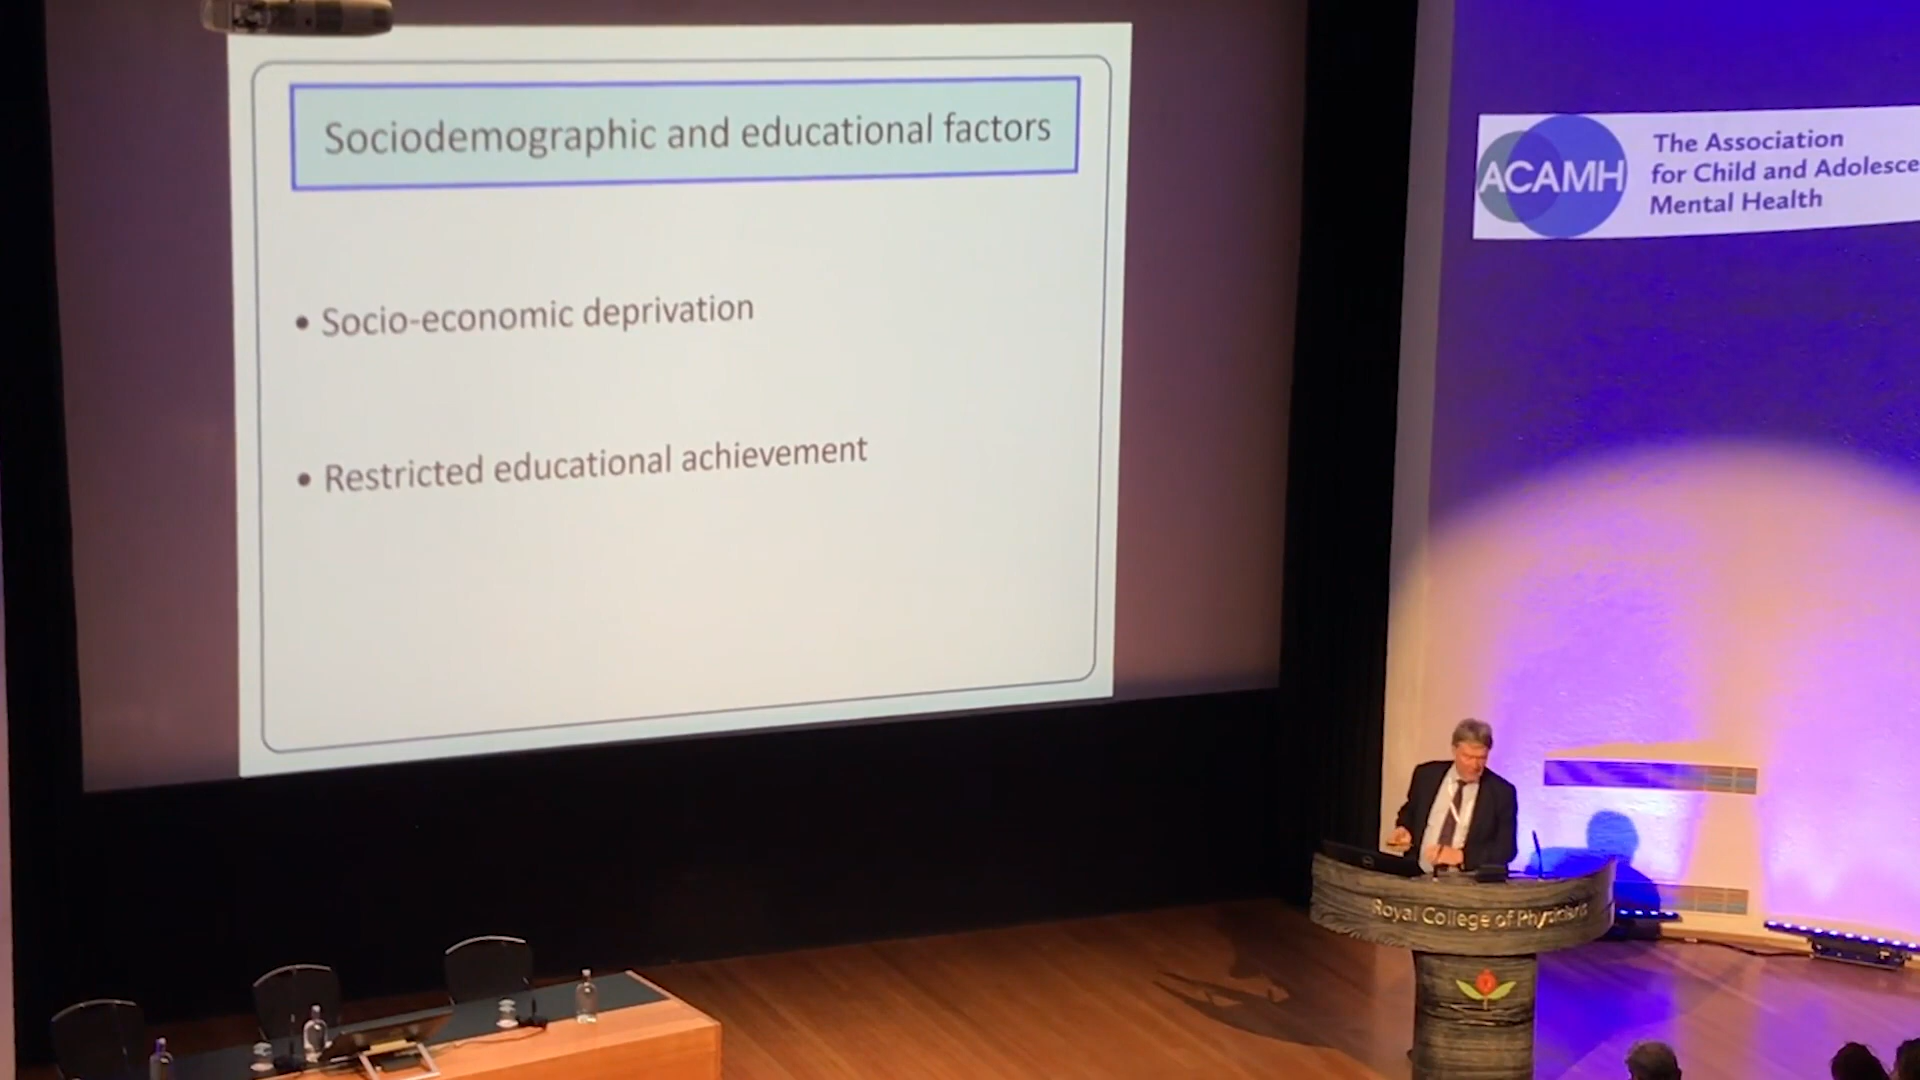 Sociodemographic and educational factors
• Socio-economic deprivation
• Restricted educational achievement
ACAMH
The Association
for Child and Adolesce
Mental Health
Royal College of Physicians